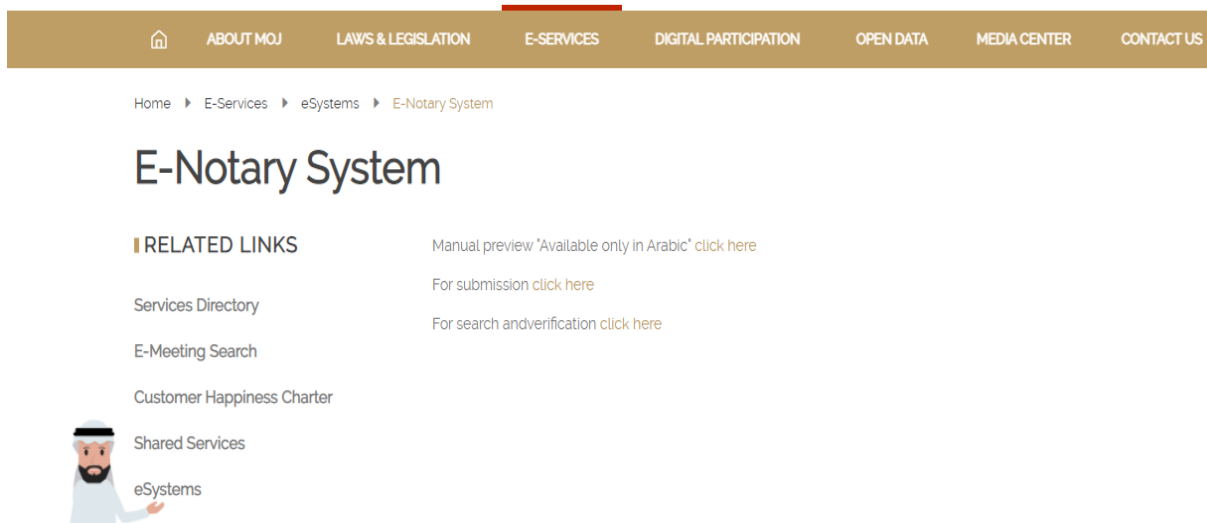 ABOUT MOJ LAWS & LEGISLATION E-SERVICES DIGITAL PARTICIPATION OPEN DATA MEDIA CENTER CONTACT US
Home E-Services eSystems E-Notary System
E-Notary System
RELATED LINKS
Services Directory
E-Meeting Search
Customer Happiness Charter
Shared Services
eSystems
Manual preview "Available only in Arabic" click here
For submission click here
For search andverification click here